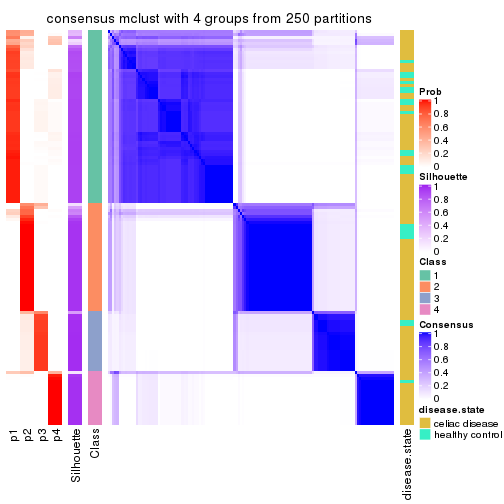 consensus mclust with 4 groups from 250 partitions
Prob
1
0.8
0.6
0.4
0.2
0
Silhouette
1
0.8
0.6
0.4
0.2
0
Class
1
2
3
4
Consensus
1
0.8
0.6
0.4
0.2
0
disease.state
celiac disease
healthy control
p1
p2
p3
p4
Silhouette
Class
disease.state